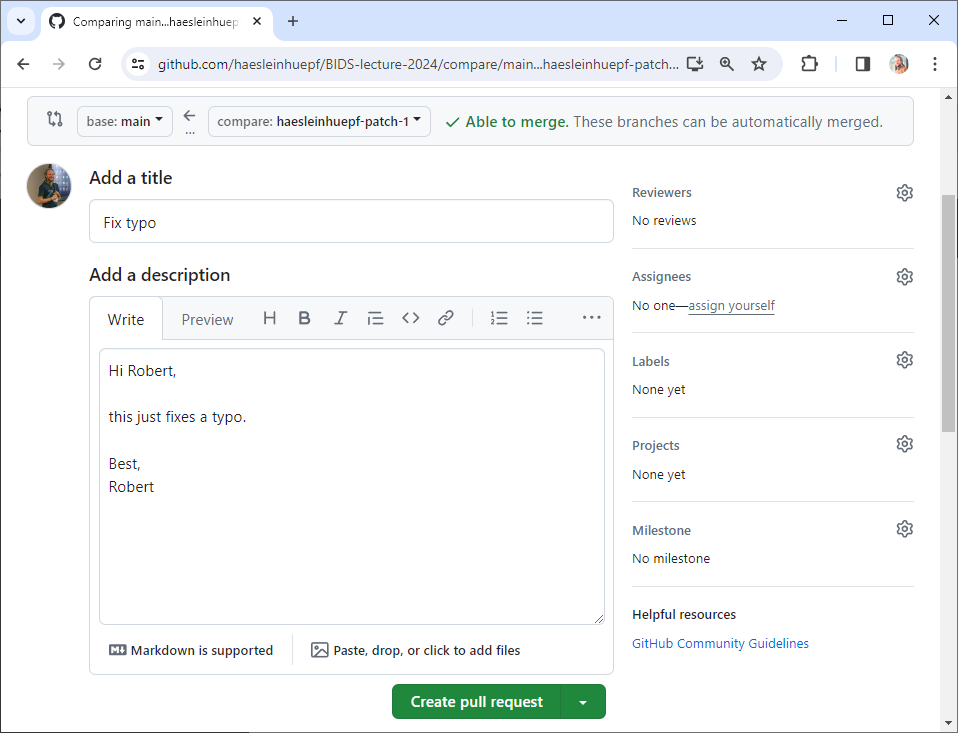 Comparing main...haesleinhuepf
github.com/haesleinhuepf/BIDS-lecture-2024/compare/main...haesleinhuepf-patch...
base: main
...
compare: haesleinhuepf-patch-1
Able to merge. These branches can be automatically merged.
Add a title
Fix typo
Add a description
Write
Preview
H B I
Hi Robert,
this just fixes a typo.
Best,
Robert
Markdown is supported
Paste, drop, or click to add files
Create pull request
Reviewers
No reviews
Assignees
No one—assign yourself
Labels
None yet
Projects
None yet
Milestone
No milestone
Helpful resources
GitHub Community Guidelines